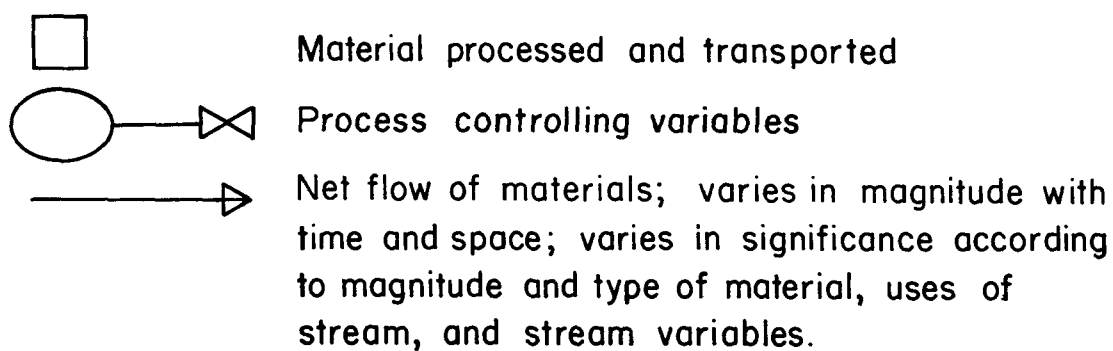 Material processed and transported
Process controlling variables
Net flow of materials; varies in magnitude with
time and space; varies in significance according
to magnitude and type of material, uses of
stream, and stream variables.